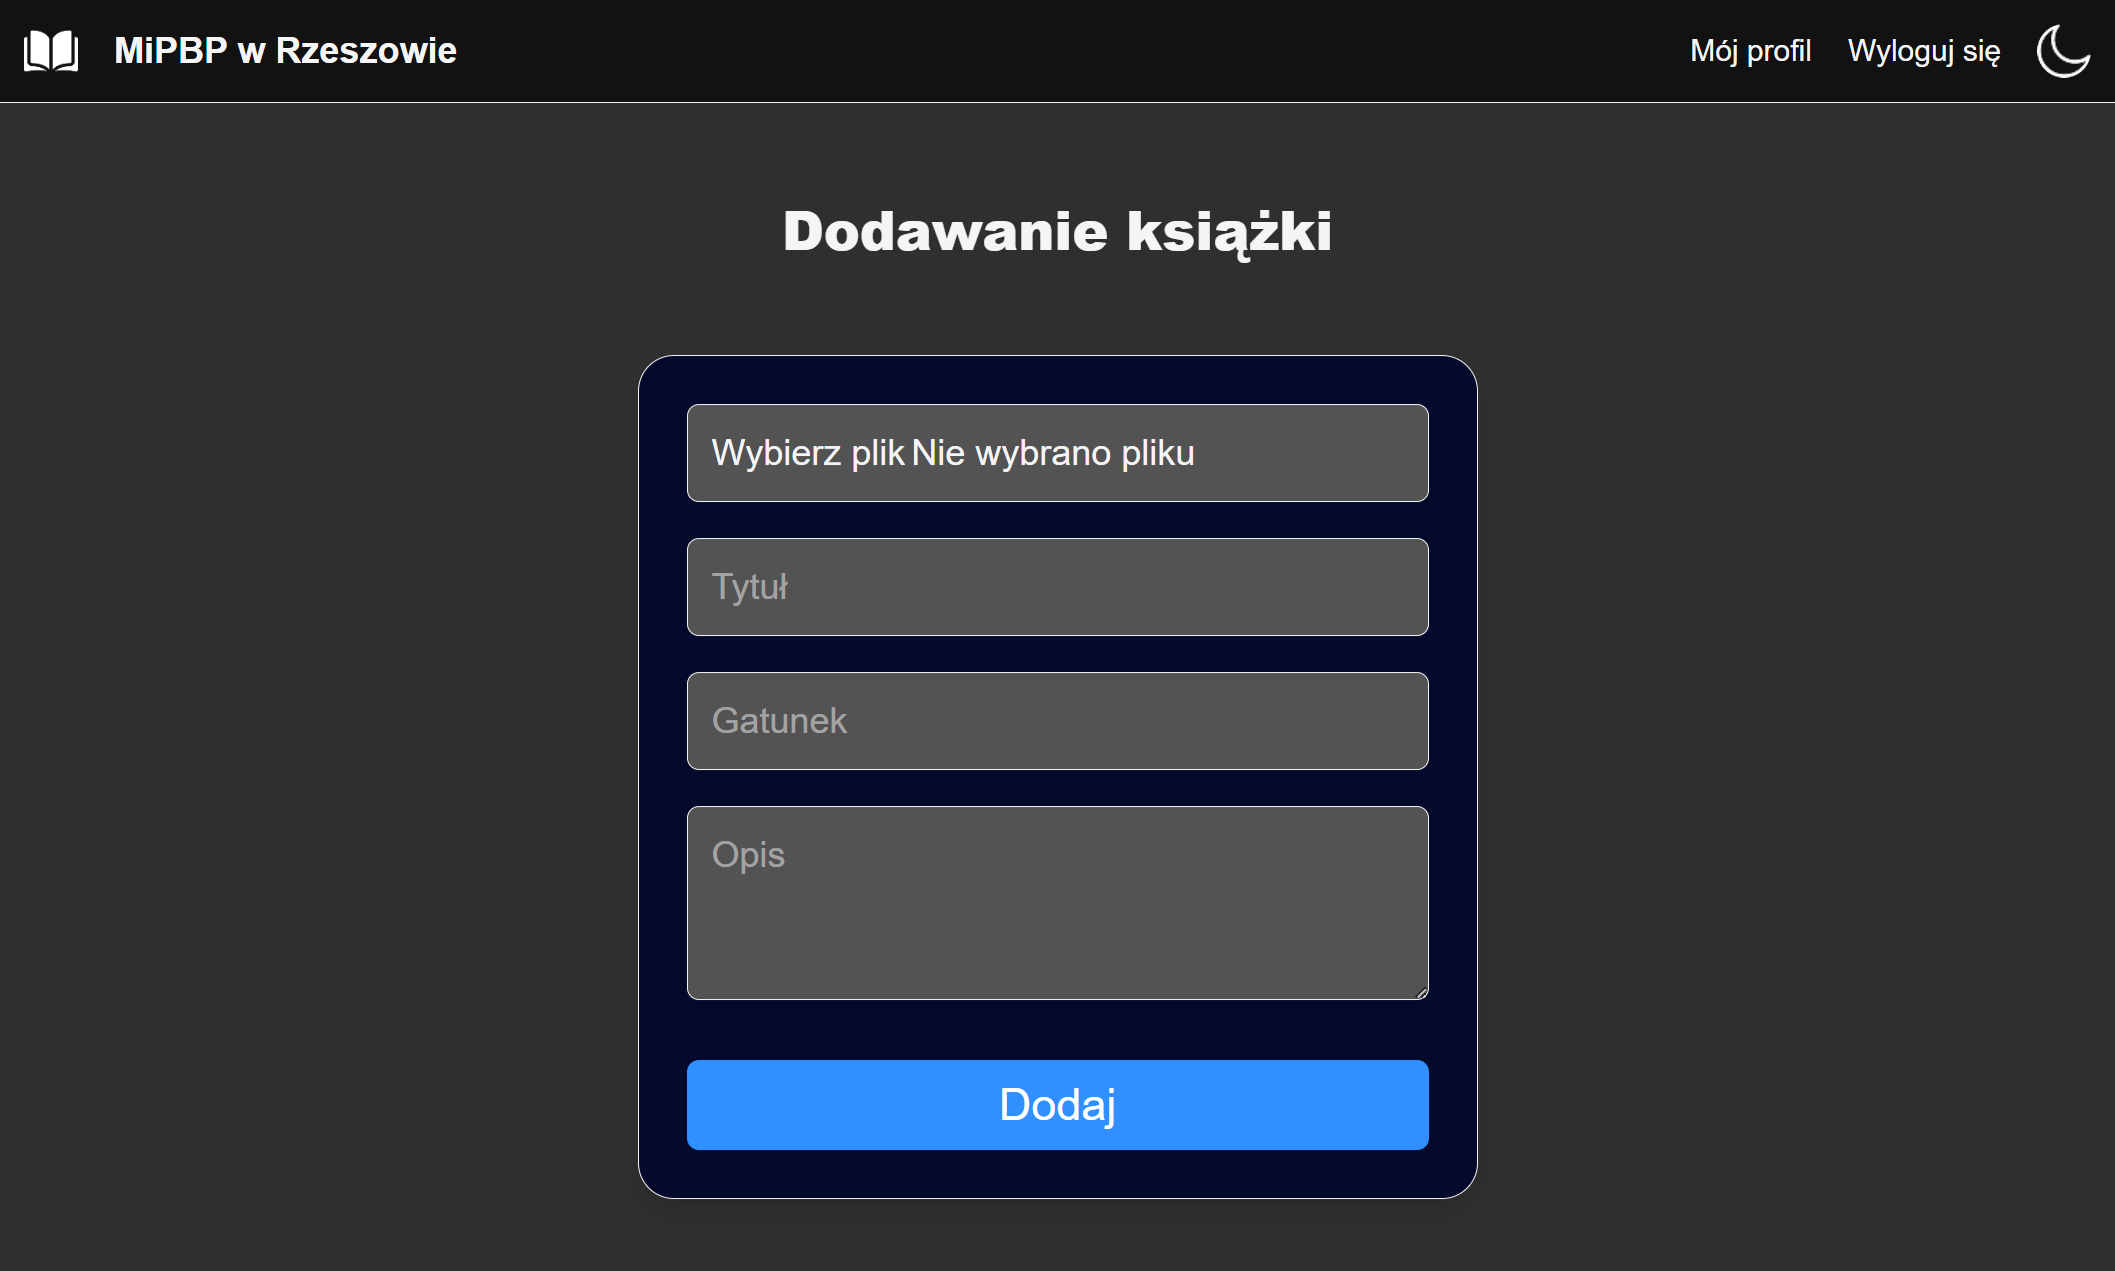 MiPBP w Rzeszowie
Mój profil
Wyloguj się
Dodawanie książki
Wybierz plik Nie wybrano pliku
Tytuł
Gatunek
Opis
Dodaj